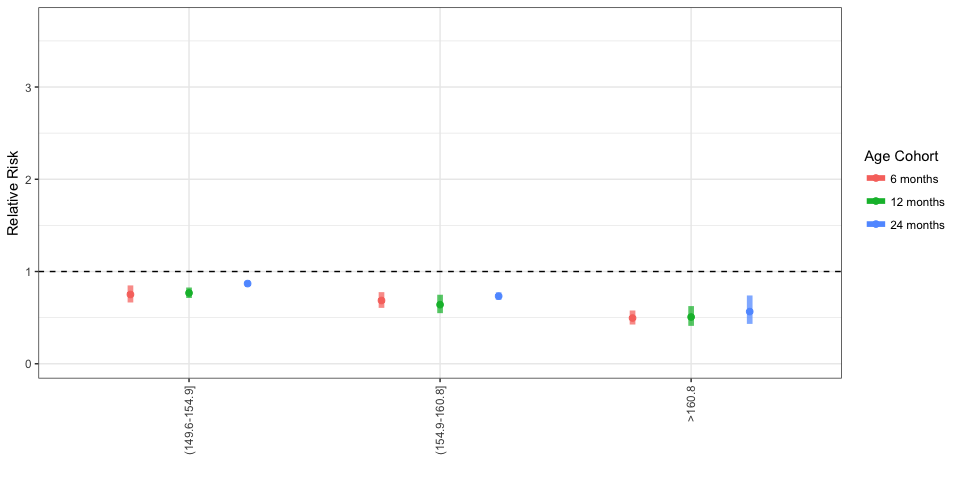 Relative Risk
3
2
1
0
(149.6-154.9]
(154.9-160.8]
>160.8
Age Cohort
6 months
12 months
24 months